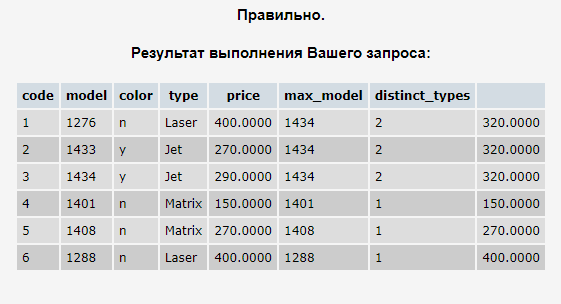 Правильно.
Результат выполнения Вашего запроса:
code model color type price max_model distinct_types
1 1276 n Laser 400.0000 1434 2 320.0000
2 1433 y Jet 270.0000 1434 2 320.0000
3 1434 y Jet 290.0000 1434 2 320.0000
4 1401 n Matrix 150.0000 1401 1 150.0000
5 1408 n Matrix 270.0000 1408 1 270.0000
6 1288 n Laser 400.0000 1288 1 400.0000